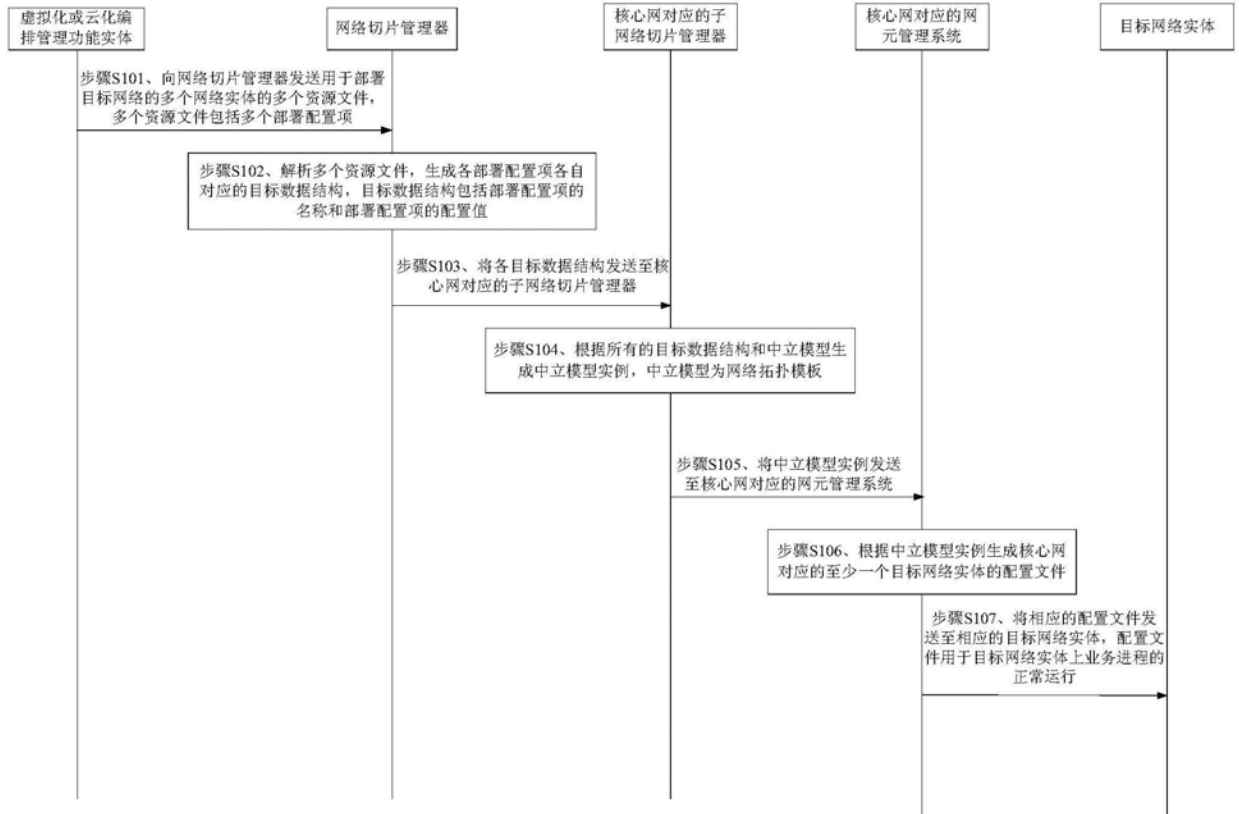 虚拟化或云化编
排管理功能实体
网络切片管理器
核心网对应的子
网络切片管理器
核心网对应的网
元管理系统
目标网络实体
步骤S101、向网络切片管理器发送用于部署
目标网络的多个网络实体的多个资源文件，
多个资源文件包括多个部署配置项
步骤S102、解析多个资源文件，生成各部署配置项各自
对应的目标数据结构，目标数据结构包括部署配置项的
名称和部署配置项的配置值
步骤S103、将各目标数据结构发送至核
心网对应的子网络切片管理器
步骤S104、根据所有的目标数据结构和中立模型生
成中立模型实例，中立模型为网络拓扑模板
步骤S105、将中立模型实例发送
至核心网对应的网元管理系统
步骤S106、根据中立模型实例生成核心网
对应的至少一个目标网络实体的配置文件
步骤S107、将相应的配置文件发
送至相应的目标网络实体，配置文
件用于目标网络实体上业务进程的
正常运行